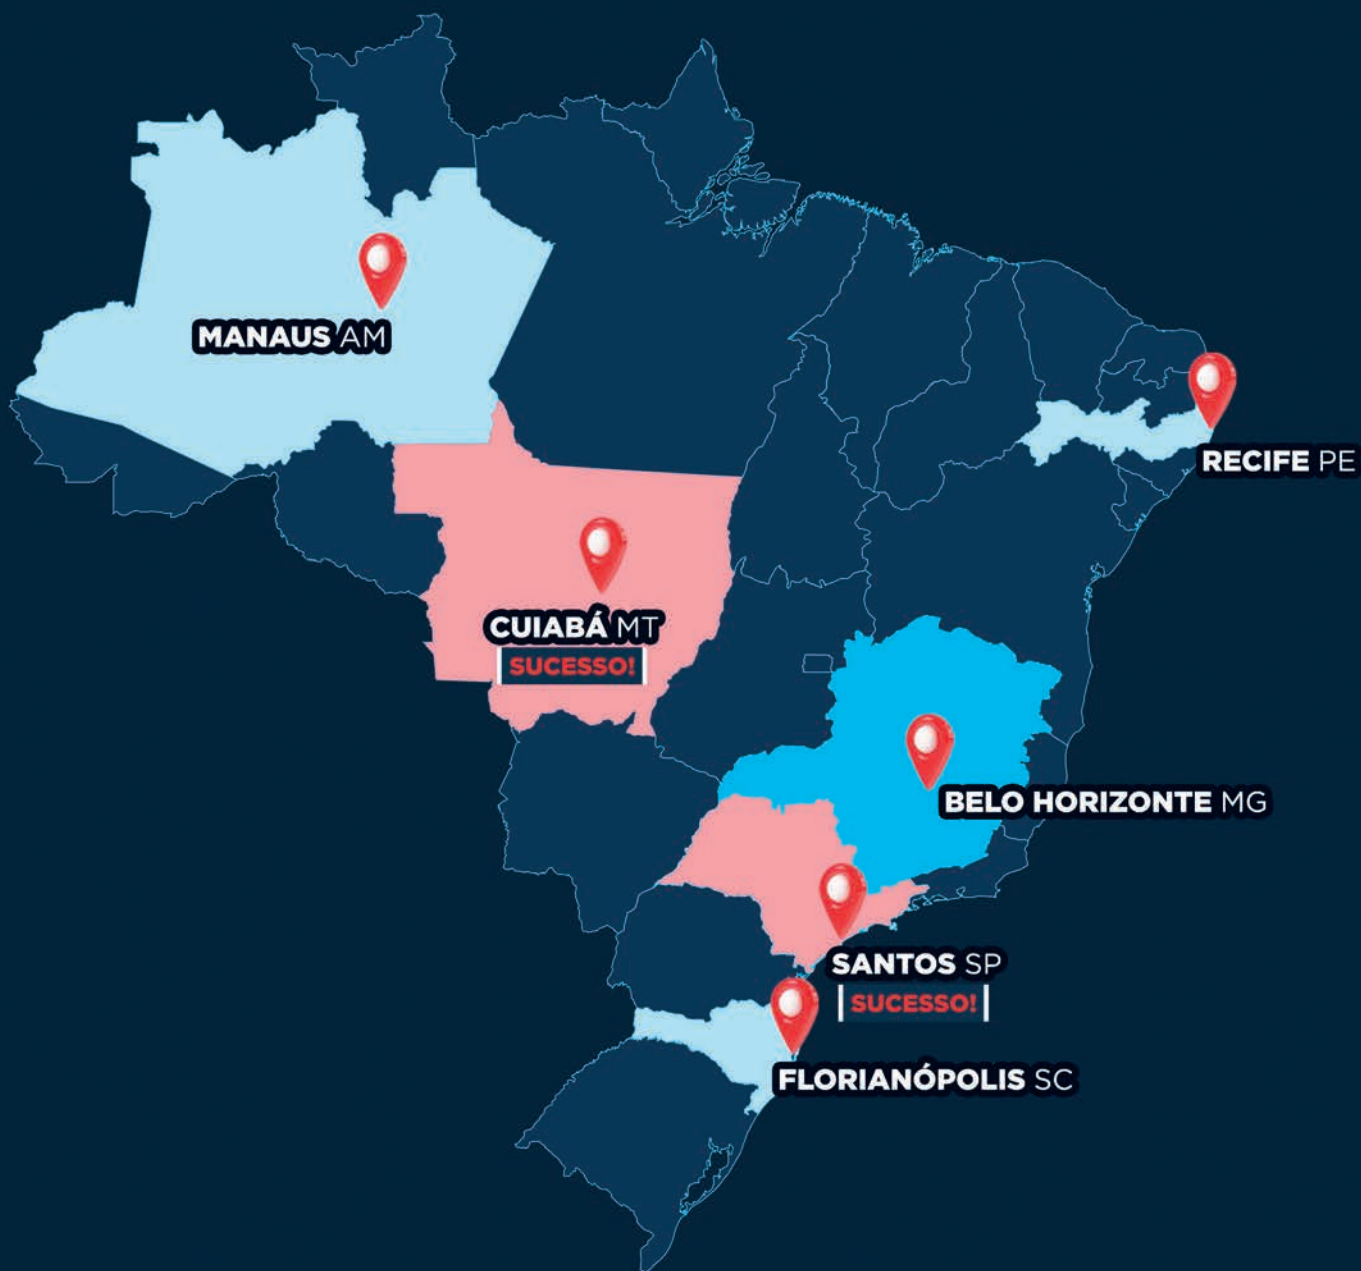 MANAUS AM
RECIFE PE
CUIABÁ MT
SUCESSO!
BELO HORIZONTE MG
SANTOS SP
SUCESSO!
FLORIANÓPOLIS SC